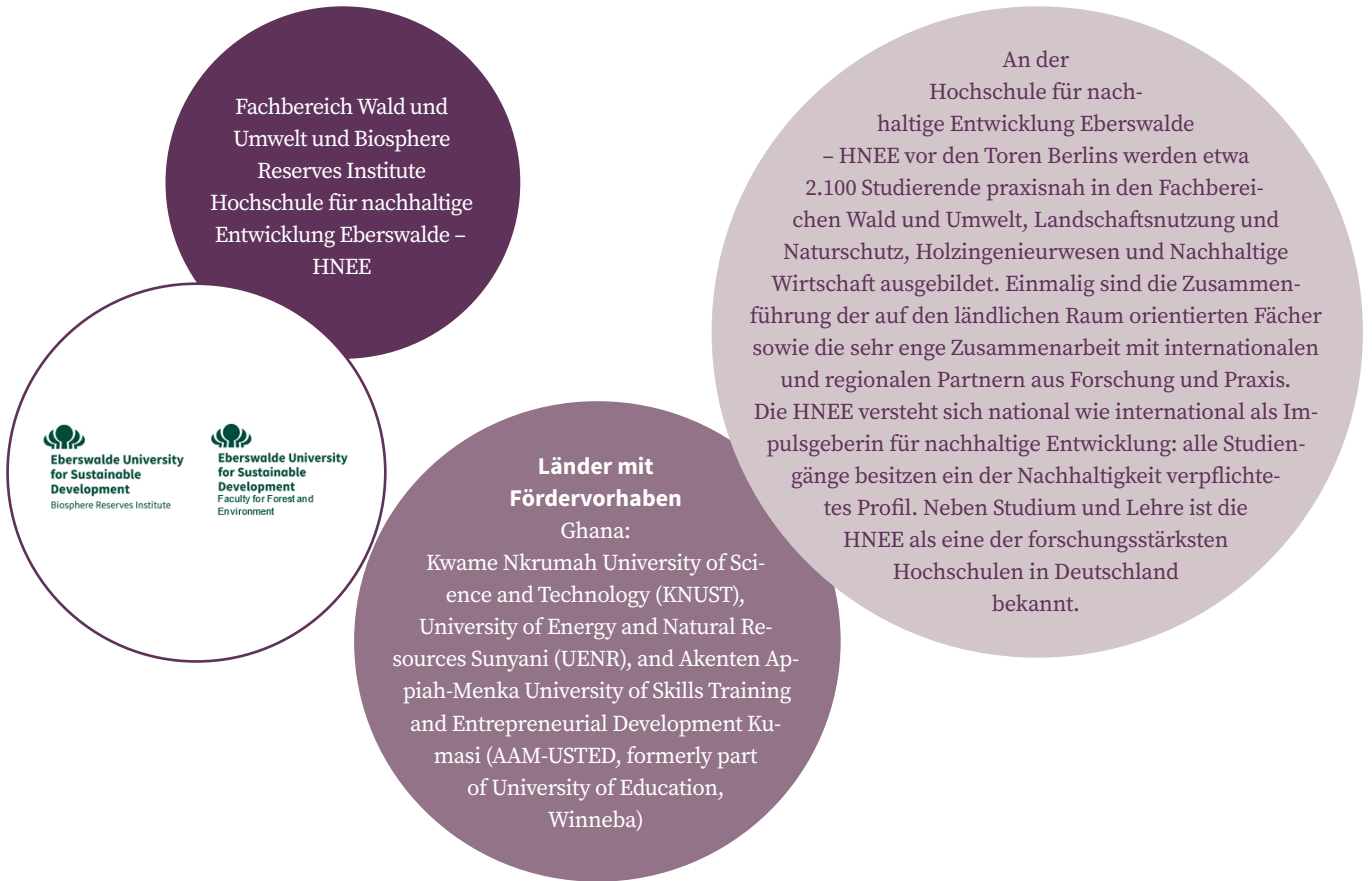 Fachbereich Wald und
Umwelt und Biosphere
Reserves Institute
Hochschule für nachhaltige
Entwicklung Eberswalde –
HNEE
Eberswalde University
for Sustainable
Development
Biosphere Reserves Institute
Eberswalde University
for Sustainable
Development
Faculty for Forest and
Environment
Länder mit
Fördervorhaben
Ghana:
Kwame Nkrumah University of Sci-
ence and Technology (KNUST),
University of Energy and Natural Re-
sources Sunyani (UENR), and Akenten Ap-
piah-Menka University of Skills Training
and Entrepreneurial Development Ku-
masi (AAM-USTED, formerly part
of University of Education,
Winneba)
An der
Hochschule für nach-
haltige Entwicklung Eberswalde
– HNEE vor den Toren Berlins werden etwa
2.100 Studierende praxisnah in den Fachberei-
chen Wald und Umwelt, Landschaftsnutzung und
Naturschutz, Holzingenieurwesen und Nachhaltige
Wirtschaft ausgebildet. Einmalig sind die Zusammen-
führung der auf den ländlichen Raum orientierten Fächer
sowie die sehr enge Zusammenarbeit mit internationalen
und regionalen Partnern aus Forschung und Praxis.
Die HNEE versteht sich national wie international als Im-
pulsgeberin für nachhaltige Entwicklung: alle Studien-
gänge besitzen ein der Nachhaltigkeit verpflichte-
tes Profil. Neben Studium und Lehre ist die
HNEE als eine der forschungsstärksten
Hochschulen in Deutschland
bekannt.